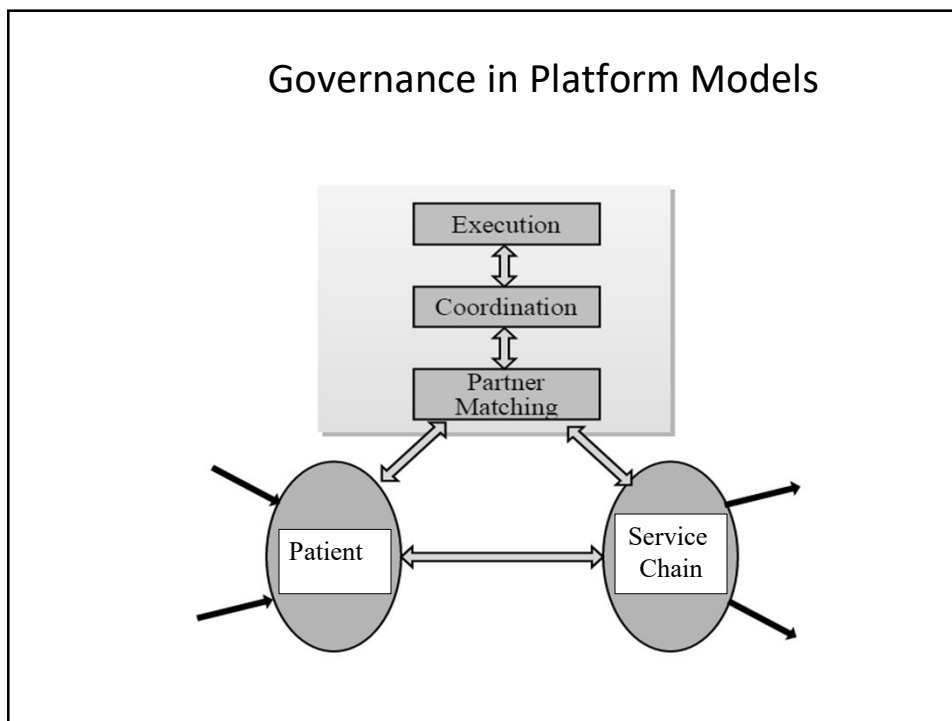 Governance in Platform Models
Execution
Coordination
Partner
Matching
Patient
Service
Chain